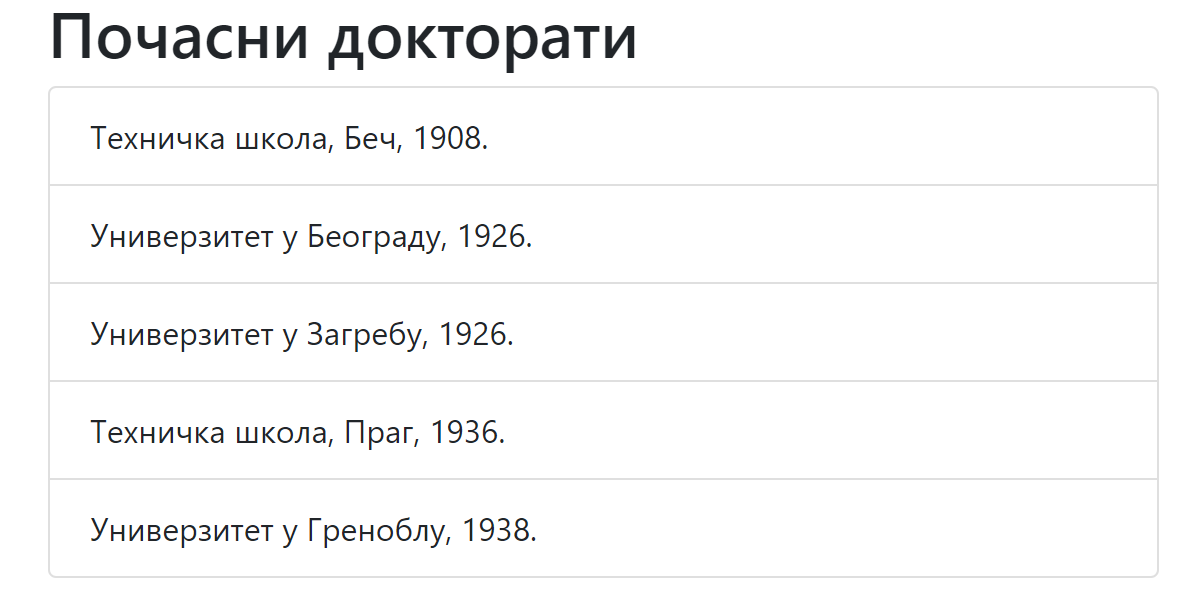 Почасни докторати
Техничка школа, Беч, 1908.
Универзитет у Београду, 1926.
Универзитет у Загребу, 1926.
Техничка школа, Праг, 1936.
Универзитет у Греноблу, 1938.